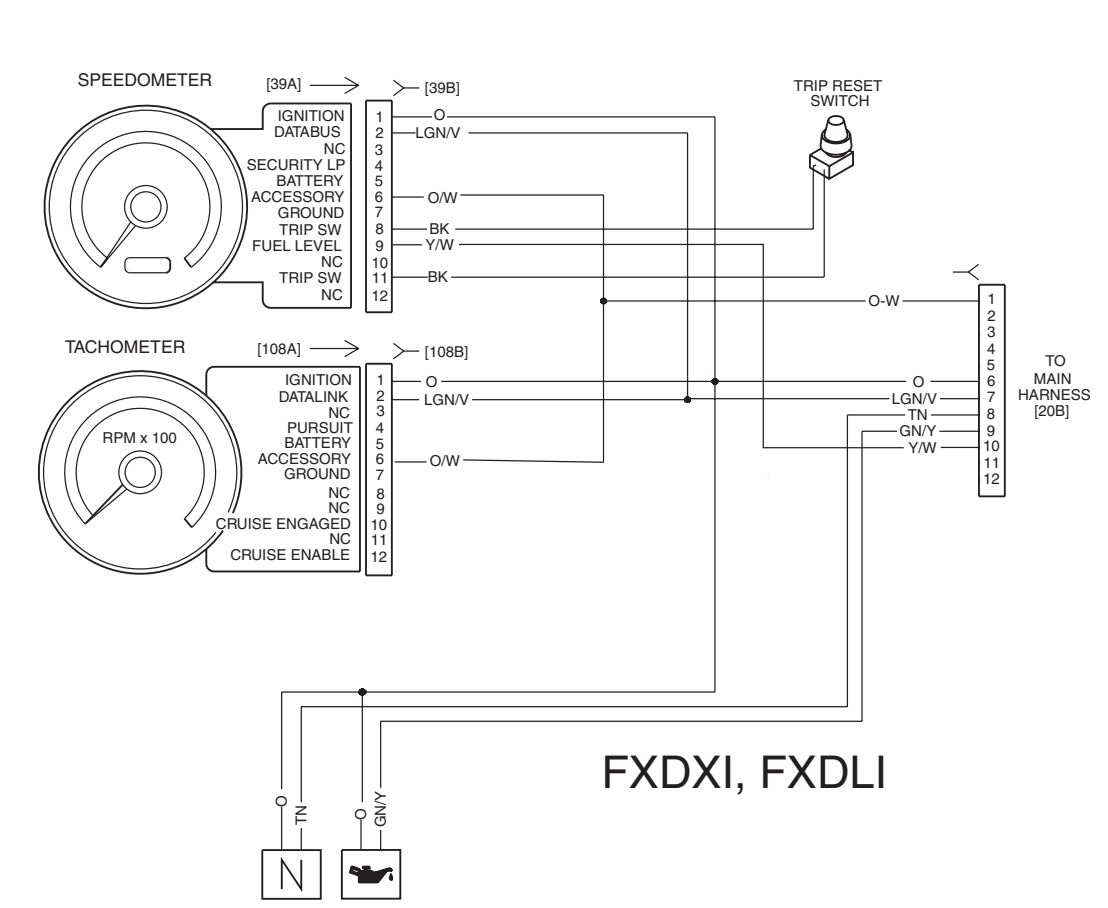 SPEEDOMETER
[39A]
[39B]
IGNITION 1 O
DATABUS 2 LGN/V
NC 3
SECURITY LP 4
BATTERY 5
ACCESSORY 6 O/W
GROUND 7
TRIP SW 8 BK
FUEL LEVEL 9 Y/W
NC 10
TRIP SW 11 BK
NC 12
TRIP RESET
SWITCH
TACHOMETER
[108A]
[108B]
RPM x 100
IGNITION 1 O
DATALINK 2 LGN/V
NC 3
PURSUIT 4
BATTERY 5
ACCESSORY 6 O/W
GROUND 7
NC 8
NC 9
CRUISE ENGAGED 10
NC 11
CRUISE ENABLE 12
O-W 1
2
3
4
5
O 6
LGN/V 7
TN 8
GN/Y 9
Y/W 10
11
12
TO
MAIN
HARNESS
[20B]
FXDXI, FXDLI
O
TN
O
GN/Y
N